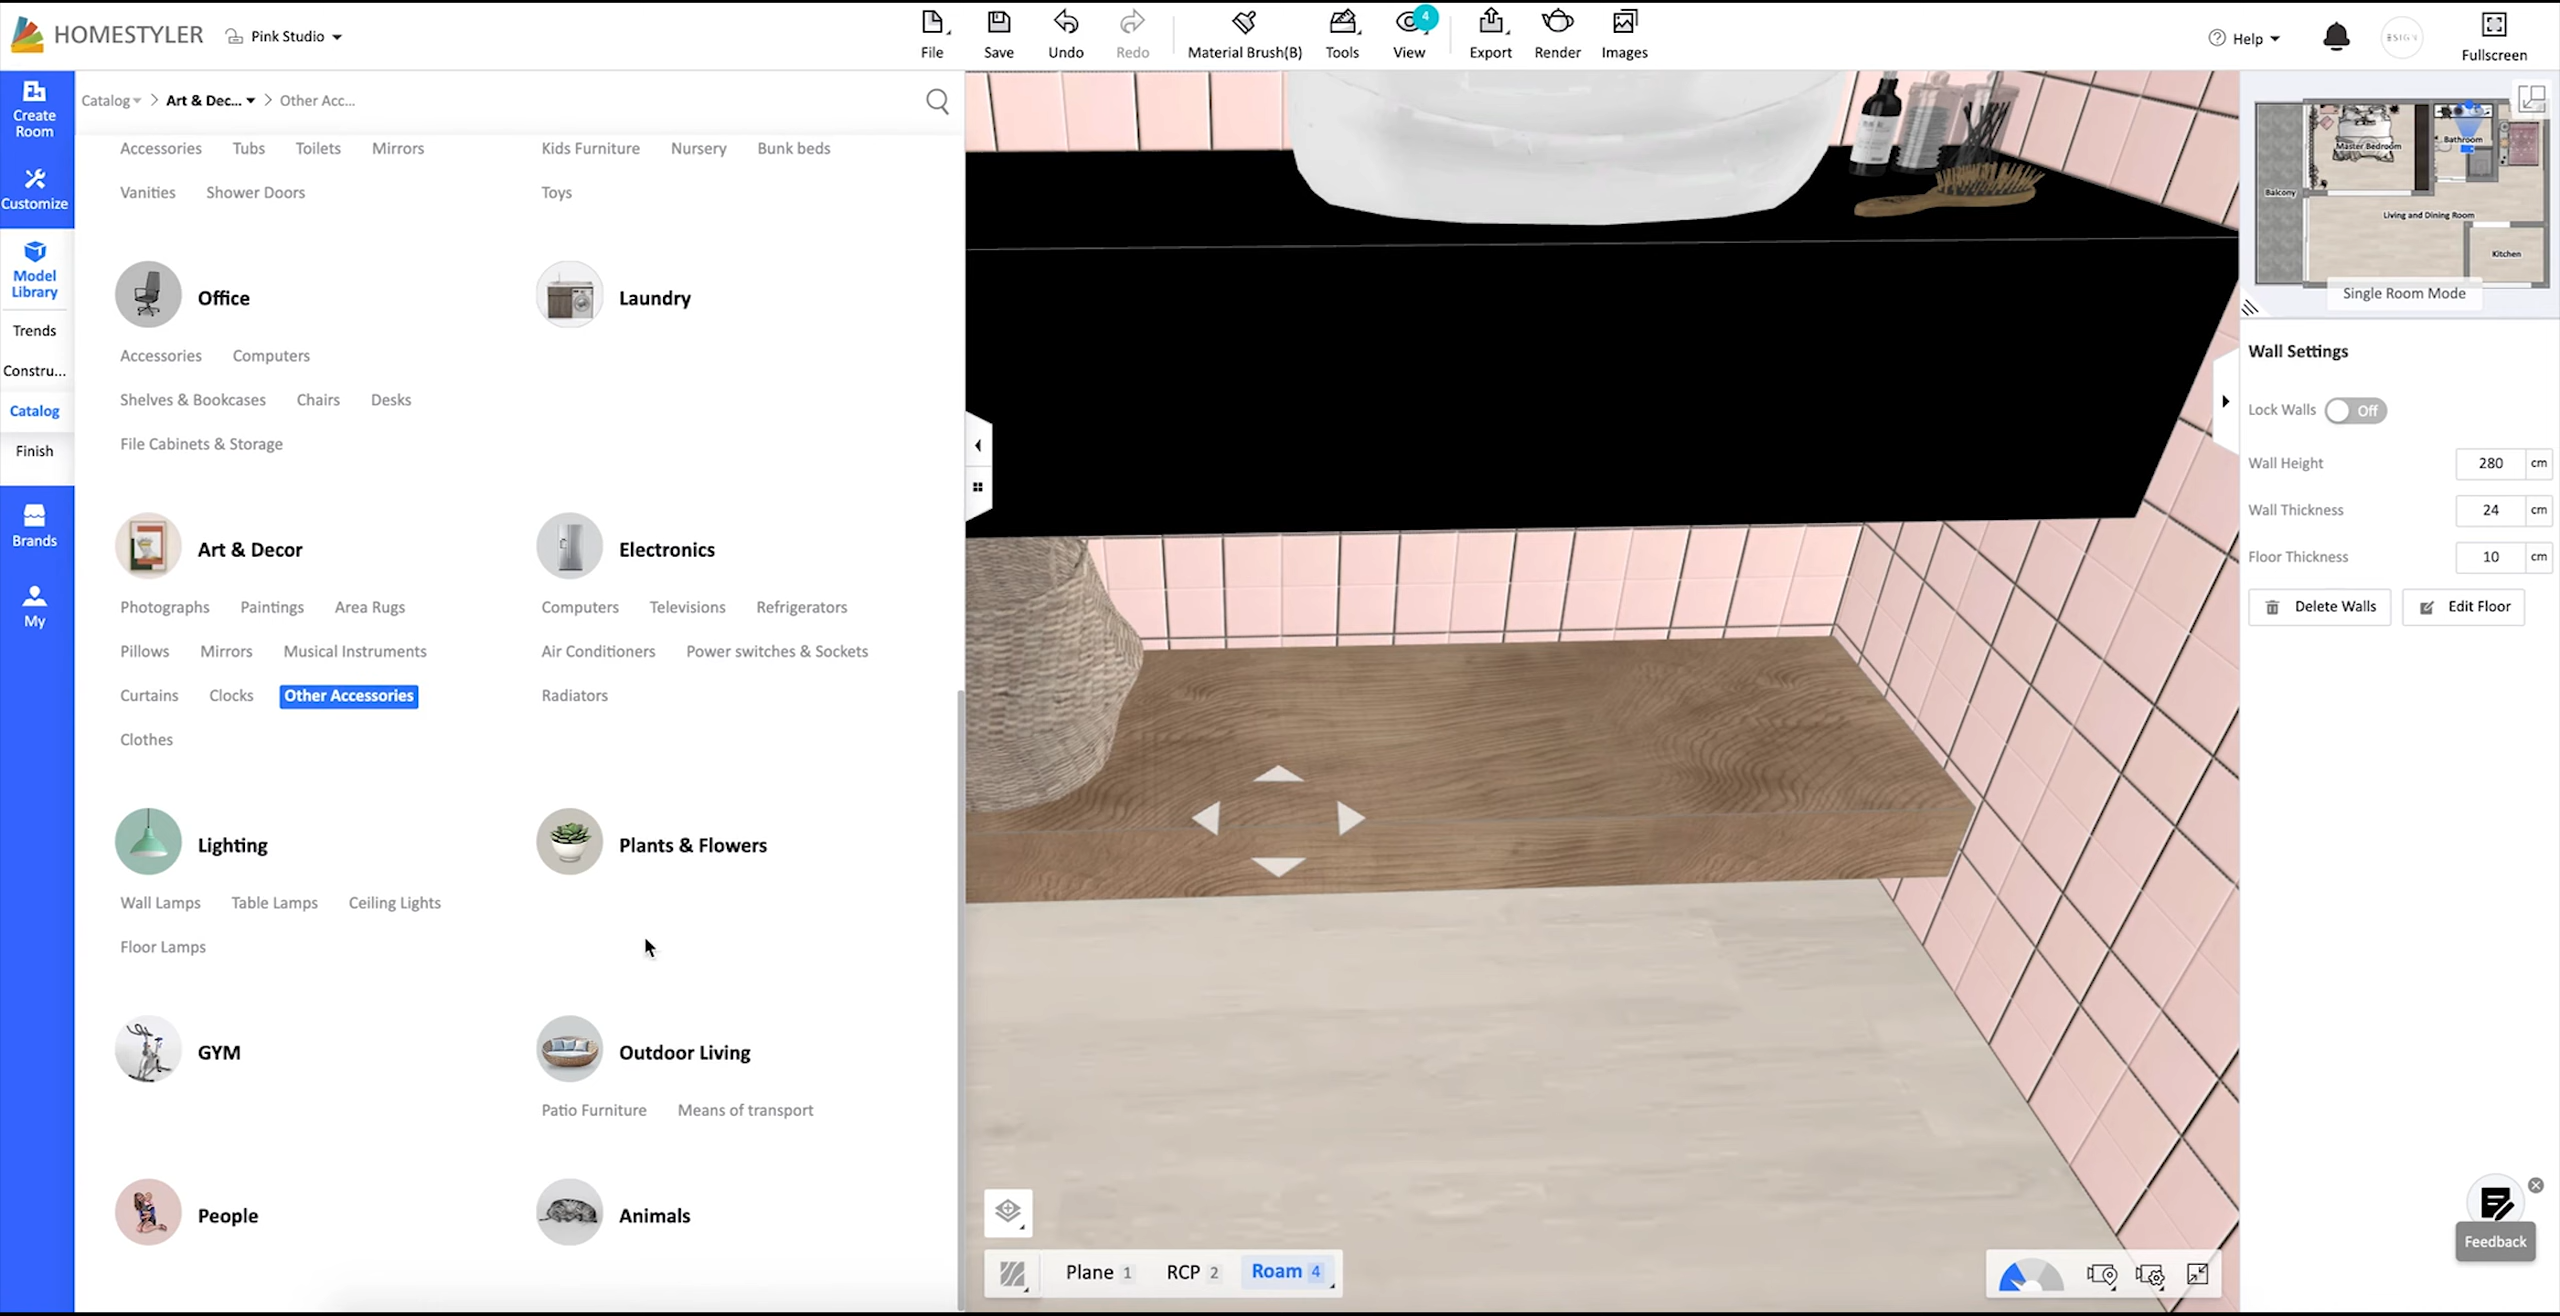 HOMESTYLER
Pink Studio
File
Save
Undo
Redo
Material Brush(B)
Tools
4
View
Export
Render
Images
Help
Fullscreen
Create Room
Customize
Model Library
Trends
Constru...
Catalog
Finish
Brands
My
Catalog > Art & Dec... > Other Acc...
Accessories Tubs Toilets Mirrors
Vanities Shower Doors
Kids Furniture Nursery Bunk beds
Toys
Office
Accessories Computers
Shelves & Bookcases Chairs Desks
File Cabinets & Storage
Laundry
Art & Decor
Photographs Paintings Area Rugs
Pillows Mirrors Musical Instruments
Curtains Clocks Other Accessories
Clothes
Electronics
Computers Televisions Refrigerators
Air Conditioners Power switches & Sockets
Radiators
Lighting
Wall Lamps Table Lamps Ceiling Lights
Floor Lamps
Plants & Flowers
GYM
Outdoor Living
Patio Furniture Means of transport
People
Animals
Plane 1 RCP 2 Roam 4
Master Bedroom
Bathroom
Balcony
Living and Dining Room
Kitchen
Single Room Mode
Wall Settings
Lock Walls Off
Wall Height 280 cm
Wall Thickness 24 cm
Floor Thickness 10 cm
Delete Walls Edit Floor
Feedback